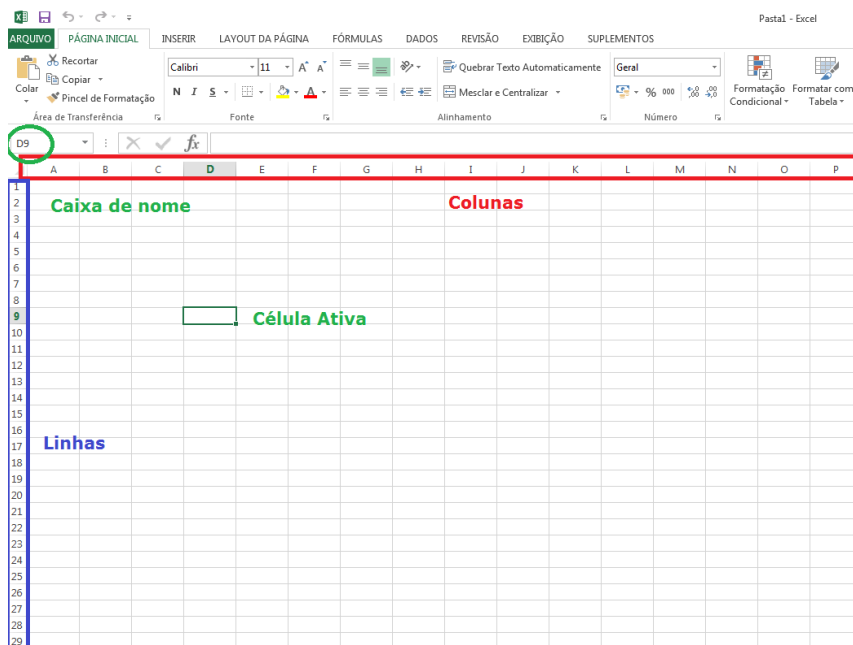 Pasta1 - Excel
ARQUIVO PÁGINA INICIAL INSERIR LAYOUT DA PÁGINA FÓRMULAS DADOS REVISÃO EXIBIÇÃO SUPLEMENTOS
Colar
Recortar
Copiar
Pincel de Formatação
Área de Transferência
Calibri 11 A A
N I S A
Fonte
Quebrar Texto Automaticamente
Mesclar e Centralizar
Alinhamento
Geral
% 000 ,00 ,00
Número
Formatação
Condicional
Formatar com
Tabela
D9 fx
A B C D E F G H I J K L M N O P
1
2 Caixa de nome Colunas
3
4
5
6
7
8
9 Célula Ativa
10
11
12
13
14
15
16
17 Linhas
18
19
20
21
22
23
24
25
26
27
28
29